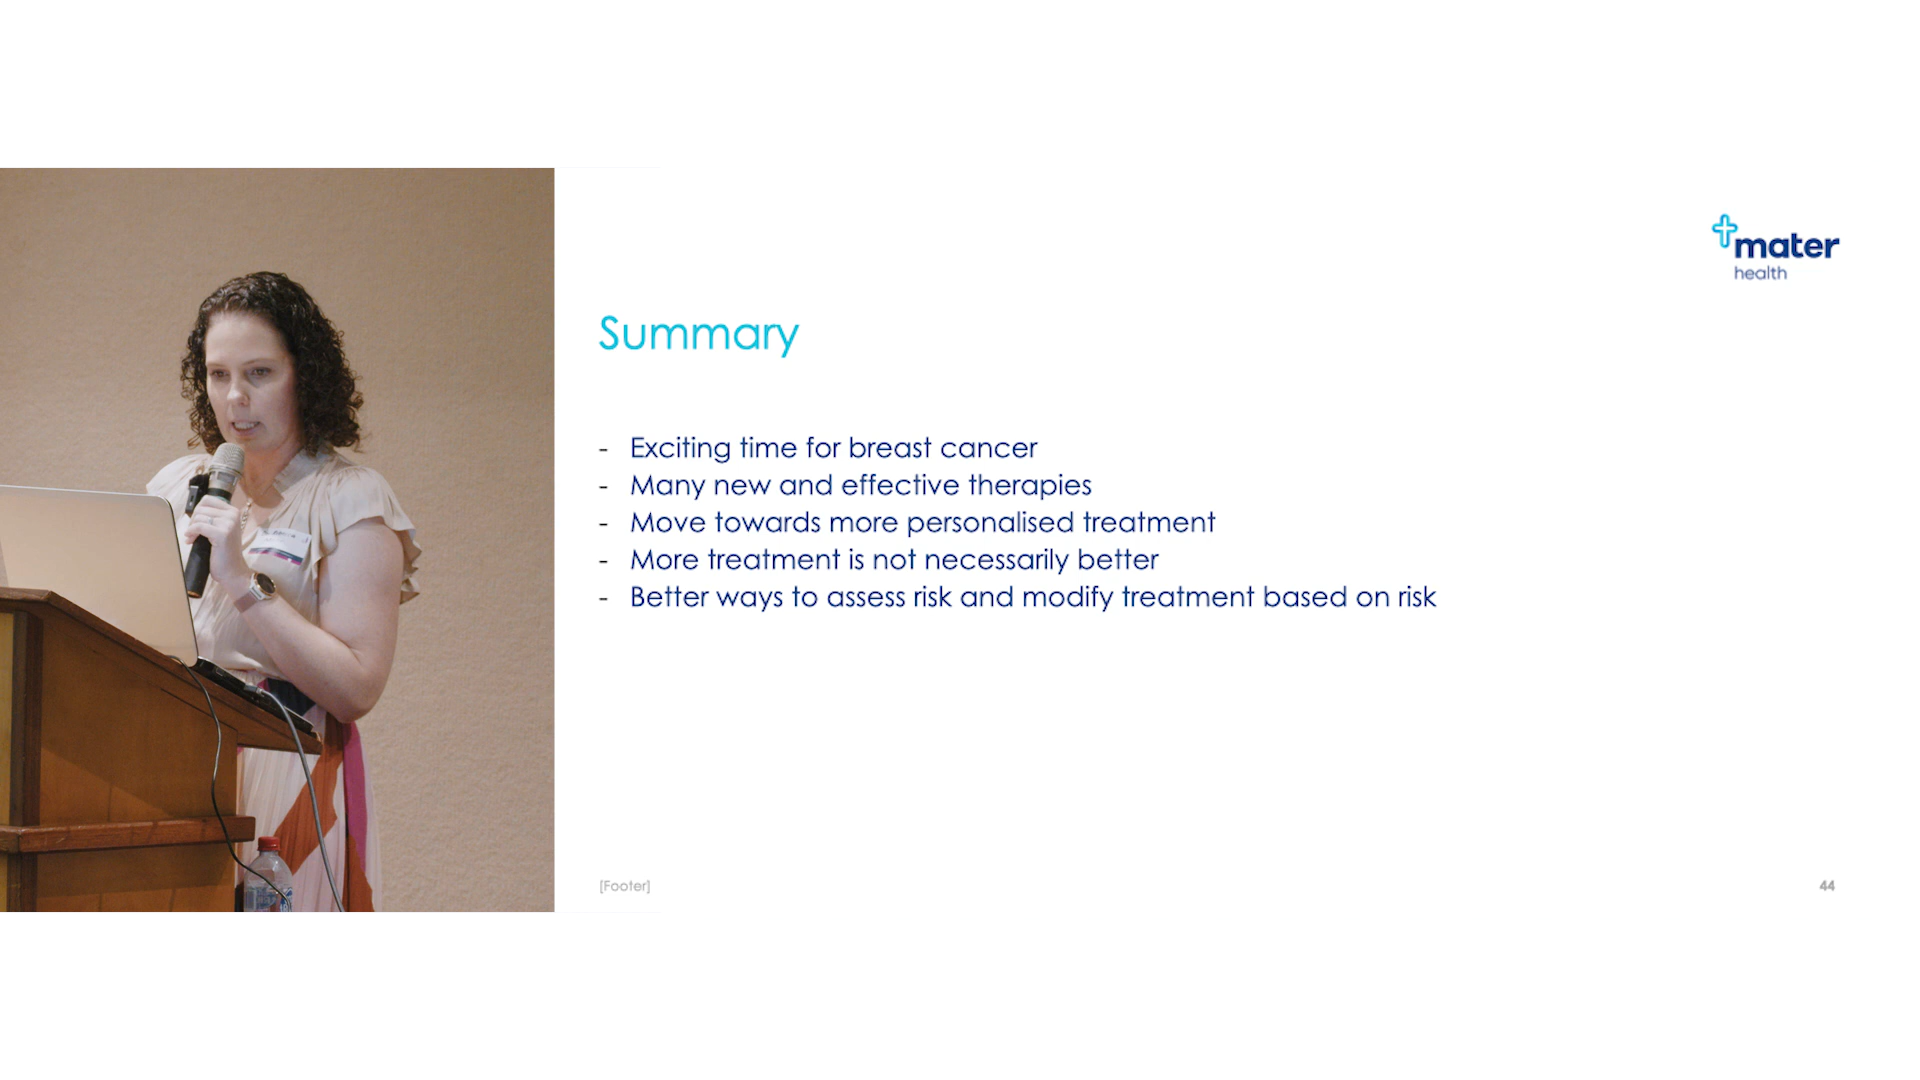 mater
health
Summary
- Exciting time for breast cancer
- Many new and effective therapies
- Move towards more personalised treatment
- More treatment is not necessarily better
- Better ways to assess risk and modify treatment based on risk
[Footer]
44